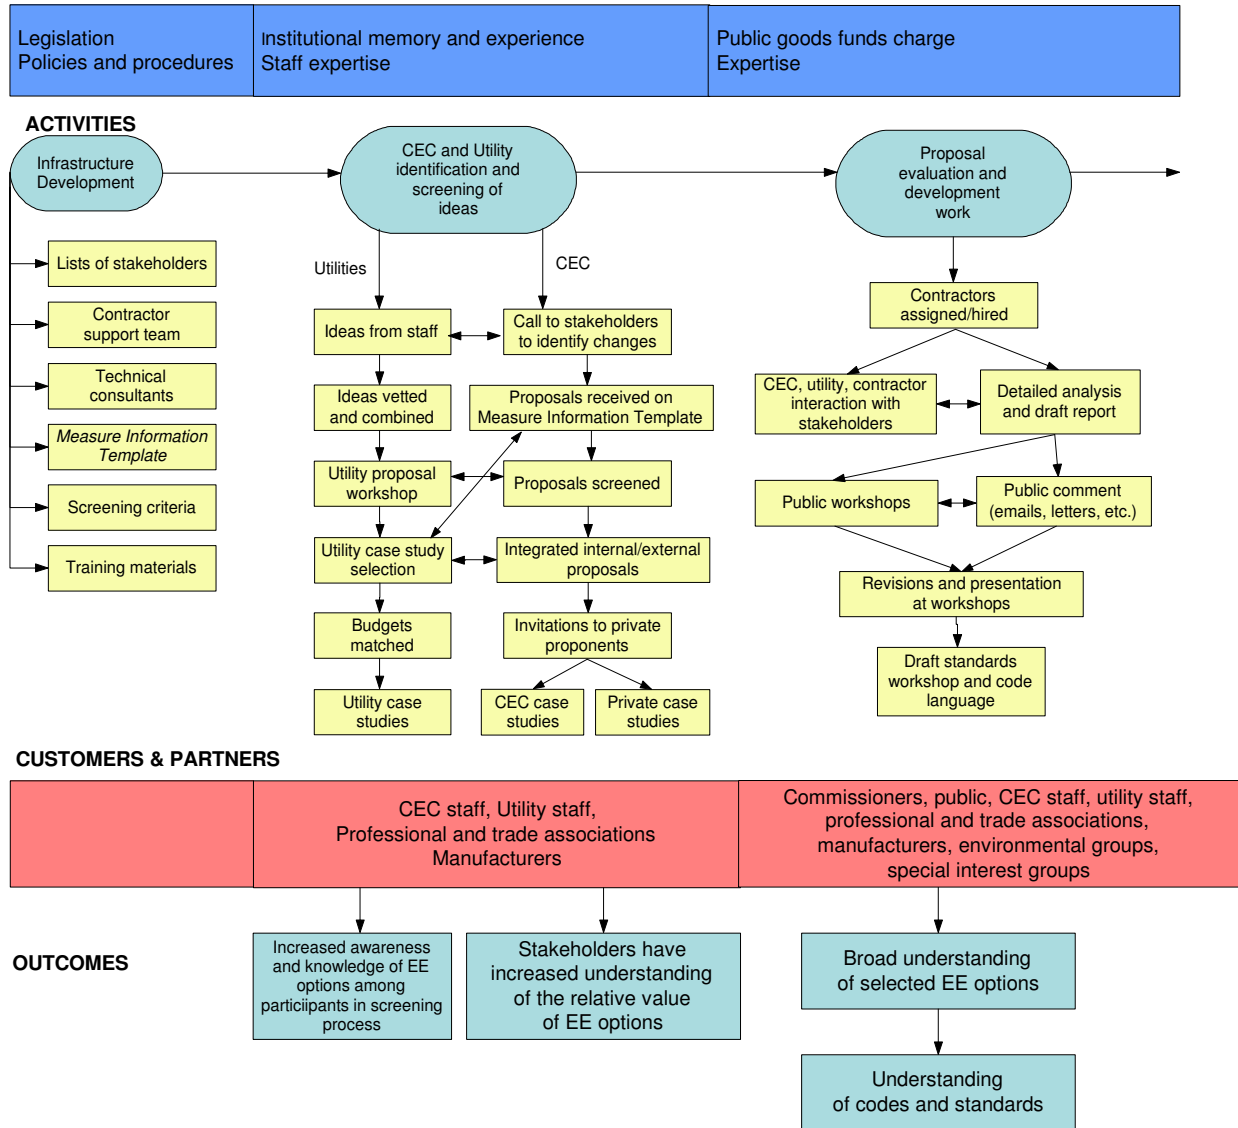 Legislation
Policies and procedures
Institutional memory and experience
Staff expertise
Public goods funds charge
Expertise
ACTIVITIES
Infrastructure
Development
CEC and Utility
identification and
screening of
ideas
Proposal
evaluation and
development
work
Utilities
CEC
Lists of stakeholders
Contractor
support team
Technical
consultants
Measure Information
Template
Screening criteria
Training materials
Ideas from staff
Ideas vetted
and combined
Utility proposal
workshop
Utility case study
selection
Budgets
matched
Utility case
studies
Call to stakeholders
to identify changes
Proposals received on
Measure Information Template
Proposals screened
Integrated internal/external
proposals
Invitations to private
proponents
CEC case
studies
Private case
studies
Contractors
assigned/hired
CEC, utility, contractor
interaction with
stakeholders
Detailed analysis
and draft report
Public workshops
Public comment
(emails, letters, etc.)
Revisions and presentation
at workshops
Draft standards
workshop and code
language
CUSTOMERS & PARTNERS
CEC staff, Utility staff,
Professional and trade associations
Manufacturers
Commissioners, public, CEC staff, utility staff,
professional and trade associations,
manufacturers, environmental groups,
special interest groups
OUTCOMES
Increased awareness
and knowledge of EE
options among
particiipants in screening
process
Stakeholders have
increased understanding
of the relative value
of EE options
Broad understanding
of selected EE options
Understanding
of codes and standards